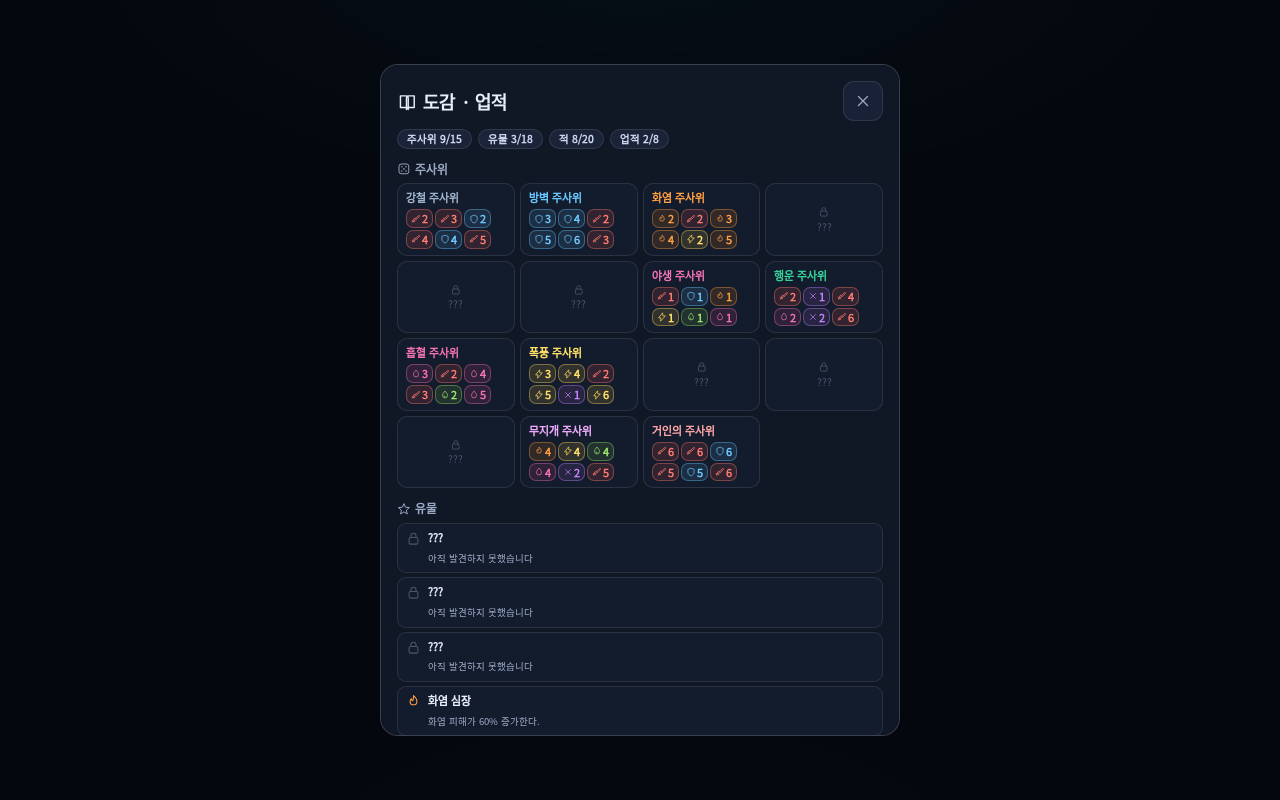 도감 · 업적
주사위 9/15 유물 3/18 적 8/20 업적 2/8
주사위
강철 주사위
2 3 2
4 4 5
방벽 주사위
3 4 2
5 6 3
화염 주사위
2 2 3
4 2 5
???
???
???
야생 주사위
1 1 1
1 1 1
행운 주사위
2 1 4
2 2 6
흡혈 주사위
3 2 4
3 2 5
폭풍 주사위
3 4 2
5 1 6
???
???
???
무지개 주사위
4 4 4
4 2 5
거인의 주사위
6 6 6
5 5 6
유물
???
아직 발견하지 못했습니다
???
아직 발견하지 못했습니다
???
아직 발견하지 못했습니다
화염 심장
화염 피해가 60% 증가한다.